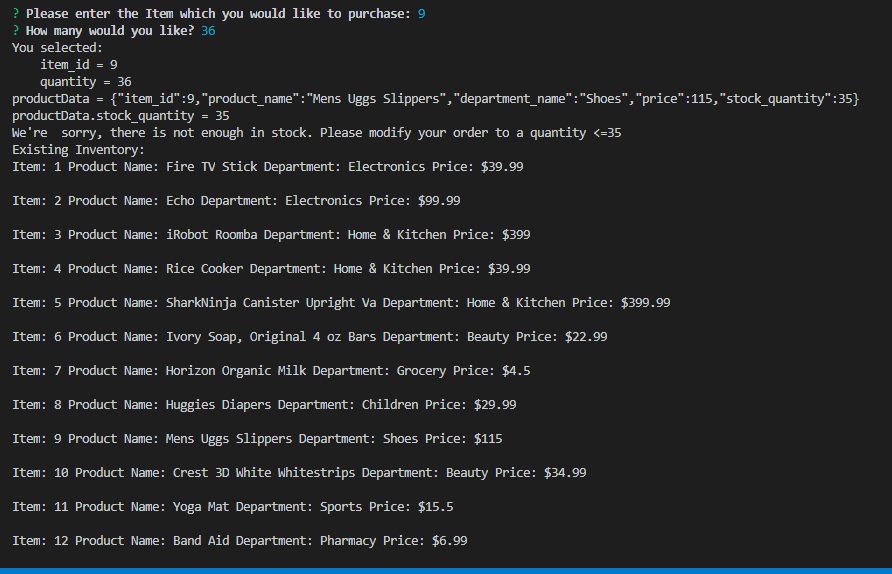 ? Please enter the Item which you would like to purchase: 9
? How many would you like? 36
You selected:
    item_id = 9
    quantity = 36
productData = {"item_id":9,"product_name":"Mens Uggs Slippers","department_name":"Shoes","price":115,"stock_quantity":35}
productData.stock_quantity = 35
We're  sorry, there is not enough in stock. Please modify your order to a quantity <=35
Existing Inventory:
Item: 1 Product Name: Fire TV Stick Department: Electronics Price: $39.99
Item: 2 Product Name: Echo Department: Electronics Price: $99.99
Item: 3 Product Name: iRobot Roomba Department: Home & Kitchen Price: $399
Item: 4 Product Name: Rice Cooker Department: Home & Kitchen Price: $39.99
Item: 5 Product Name: SharkNinja Canister Upright Va Department: Home & Kitchen Price: $399.99
Item: 6 Product Name: Ivory Soap, Original 4 oz Bars Department: Beauty Price: $22.99
Item: 7 Product Name: Horizon Organic Milk Department: Grocery Price: $4.5
Item: 8 Product Name: Huggies Diapers Department: Children Price: $29.99
Item: 9 Product Name: Mens Uggs Slippers Department: Shoes Price: $115
Item: 10 Product Name: Crest 3D White Whitestrips Department: Beauty Price: $34.99
Item: 11 Product Name: Yoga Mat Department: Sports Price: $15.5
Item: 12 Product Name: Band Aid Department: Pharmacy Price: $6.99